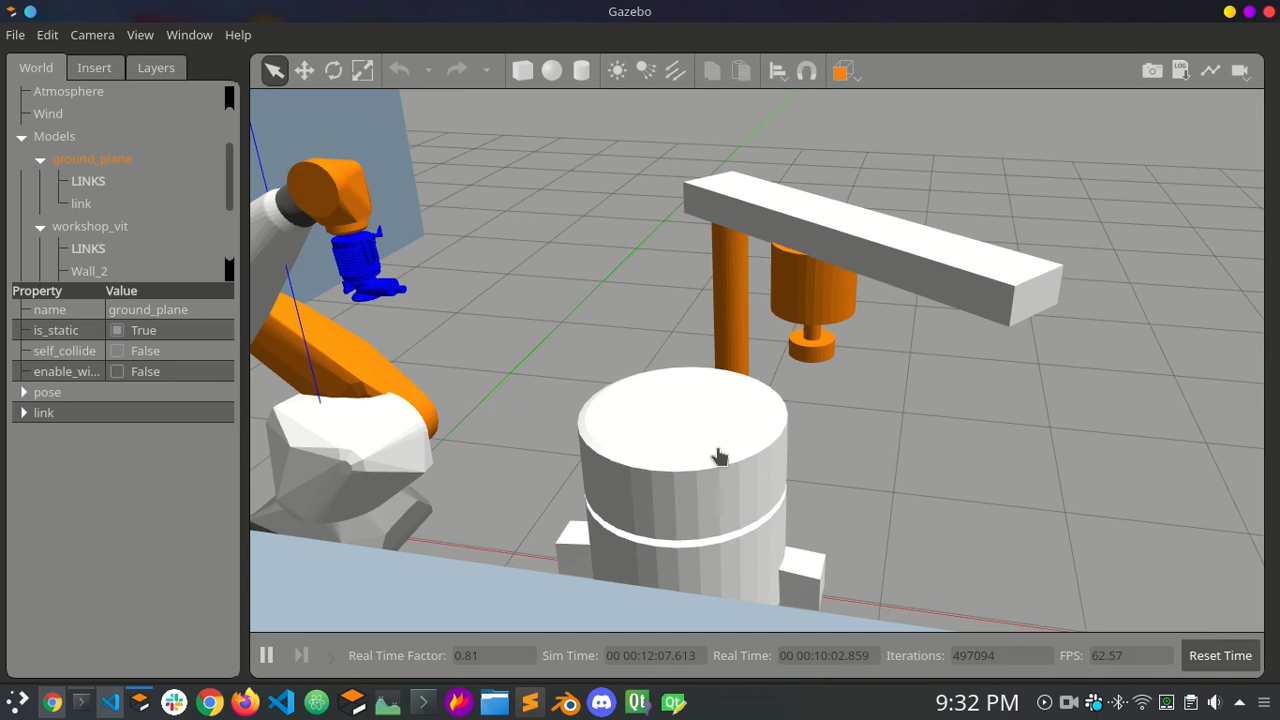 Gazebo
File Edit Camera View Window Help
World Insert Layers
Atmosphere
Wind
Models
ground_plane
LINKS
link
workshop_vit
LINKS
Wall_2
Property Value
name ground_plane
is_static True
self_collide False
enable_wi... False
pose
link
LOG
Real Time Factor: 0.81 Sim Time: 00 00:12:07.613 Real Time: 00 00:10:02.859 Iterations: 497094 FPS: 62.57 Reset Time
Qt Qt 9:32 PM